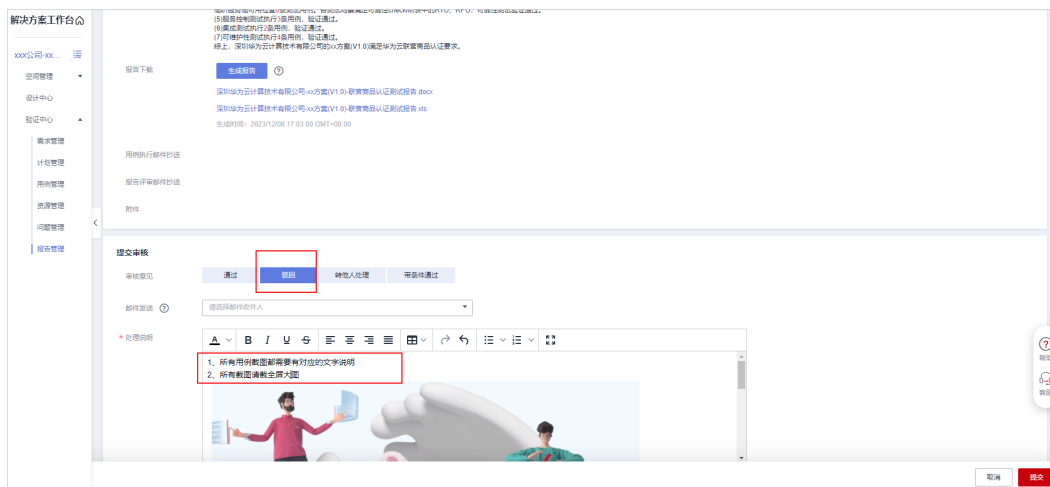 解决方案工作台
xxx公司-xx...
空间管理
设计中心
验证中心
需求管理
计划管理
用例管理
资源管理
问题管理
报告管理
(5)服务控制测试执行3条用例，验证通过。
(6)集成测试执行2条用例，验证通过。
(7)可维护性测试执行4条用例，验证通过。
综上，深圳华为云计算技术有限公司的xx方案(V1.0)满足华为云联营商品认证要求。
报告下载
生成报告
深圳华为云计算技术有限公司-xx方案(V1.0)-联营商品认证测试报告.docx
深圳华为云计算技术有限公司-xx方案(V1.0)-联营商品认证测试报告.xls
生成时间：2023/12/08 17:03:00 GMT+08:00
用例执行邮件抄送
报告评审邮件抄送
附件
提交审核
审核意见
通过
驳回
转他人处理
带条件通过
邮件发送
请选择邮件收件人
* 处理说明
1、所有用例截图都需要有对应的文字说明
2、所有截图请截全屏大图
帮助
客服
取消
提交